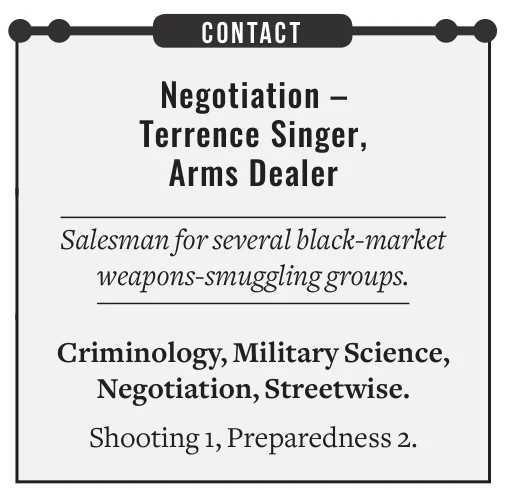 CONTACT
Negotiation –
Terrence Singer,
Arms Dealer
Salesman for several black-market
weapons-smuggling groups.
Criminology, Military Science,
Negotiation, Streetwise.
Shooting 1, Preparedness 2.